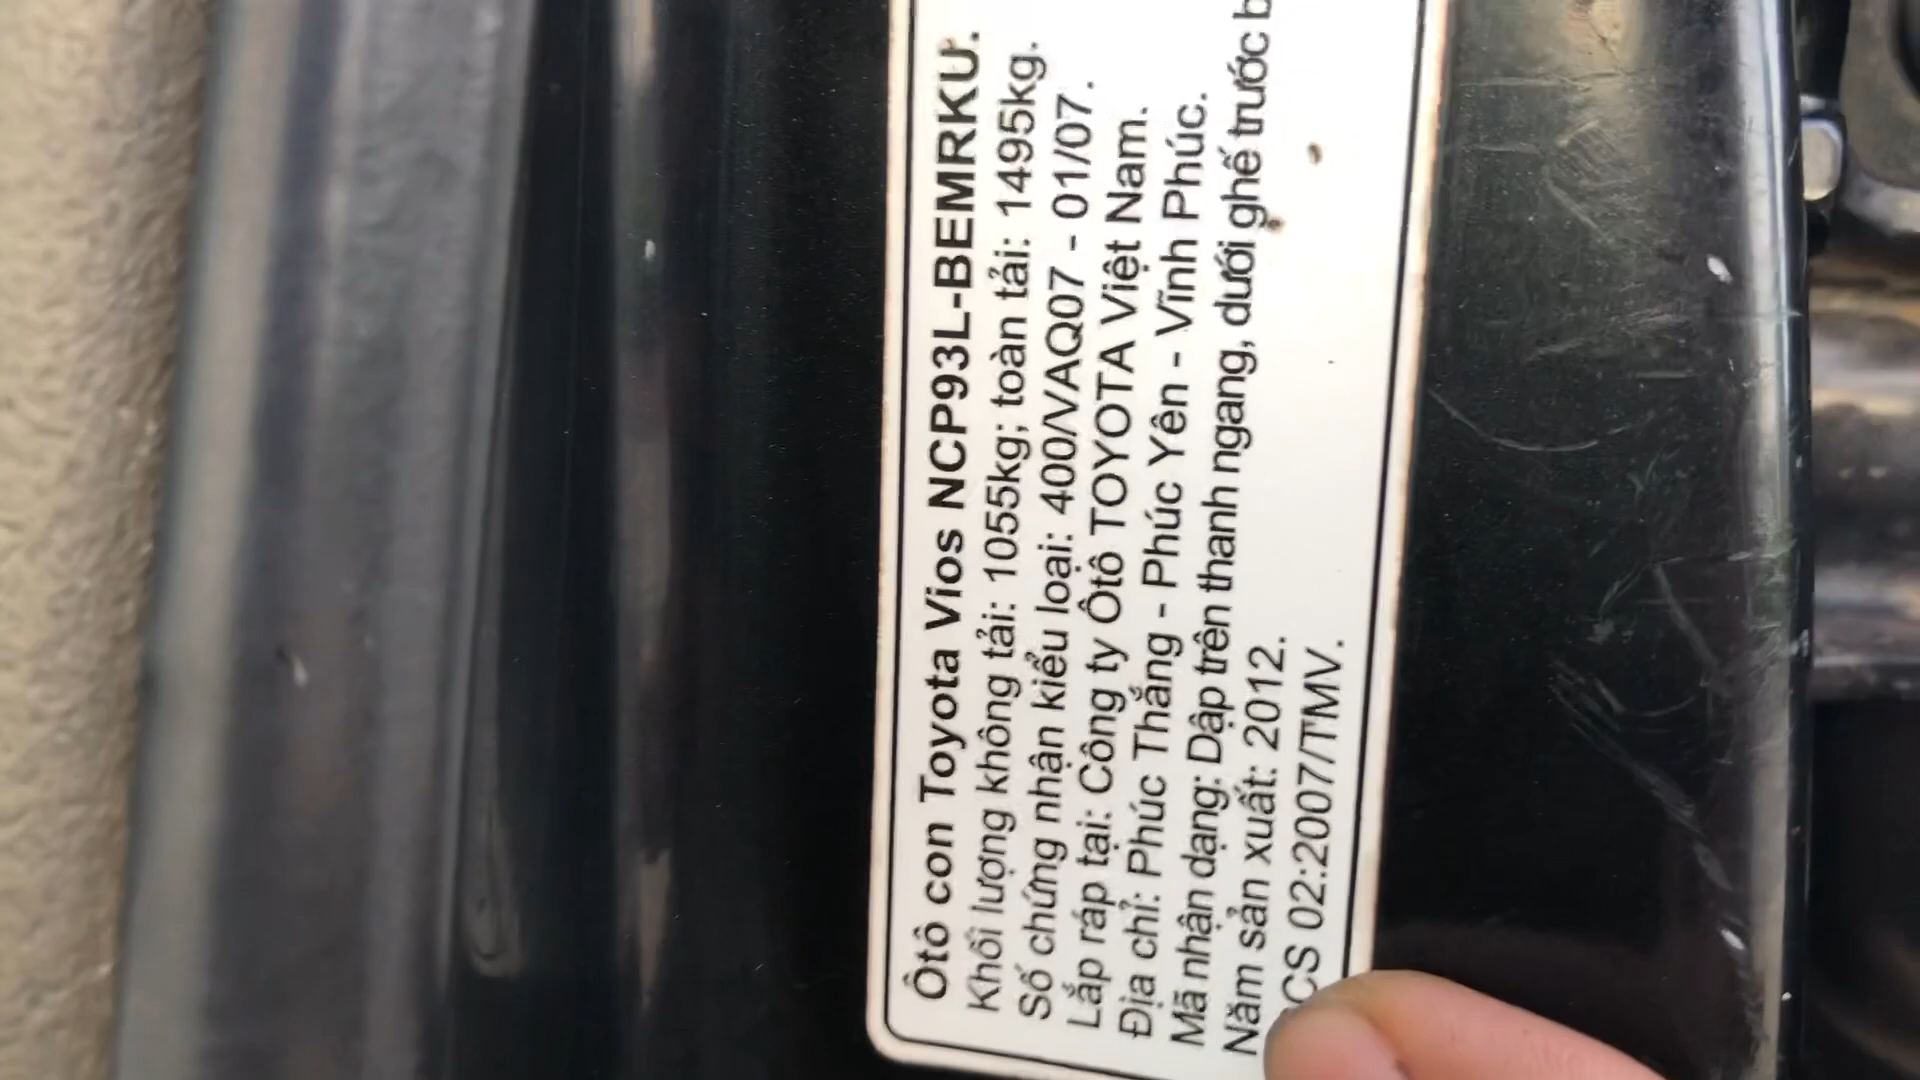 Ôtô con Toyota Vios NCP93L-BEMRKU.
Khối lượng không tải: 1055kg; toàn tải: 1495kg.
Số chứng nhận kiểu loại: 400/VAQ07 - 01/07.
Lắp ráp tại: Công ty Ôtô TOYOTA Việt Nam.
Địa chỉ: Phúc Thắng - Phúc Yên - Vĩnh Phúc.
Mã nhận dạng: Dập trên thanh ngang, dưới ghế trước
Năm sản xuất: 2012.
CS 02:2007/TMV.